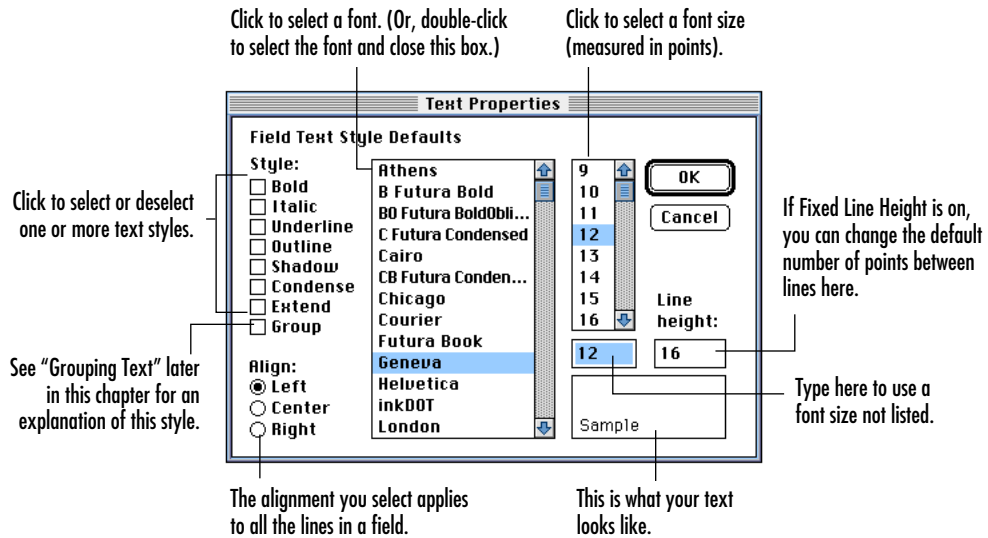 Click to select a font. (Or, double-click
to select the font and close this box.)
Click to select a font size
(measured in points).
Text Properties
Field Text Style Defaults
Style:
Bold
Italic
Underline
Outline
Shadow
Condense
Extend
Group
Align:
Left
Center
Right
Athens
B Futura Bold
BO Futura BoldObli...
C Futura Condensed
Cairo
CB Futura Conden...
Chicago
Courier
Futura Book
Geneva
Helvetica
inkDOT
London
9
10
11
12
13
14
15
16
12
OK
Cancel
Line
height:
16
Sample
Click to select or deselect
one or more text styles.
See “Grouping Text” later
in this chapter for an
explanation of this style.
If Fixed Line Height is on,
you can change the default
number of points between
lines here.
Type here to use a
font size not listed.
The alignment you select applies
to all the lines in a field.
This is what your text
looks like.